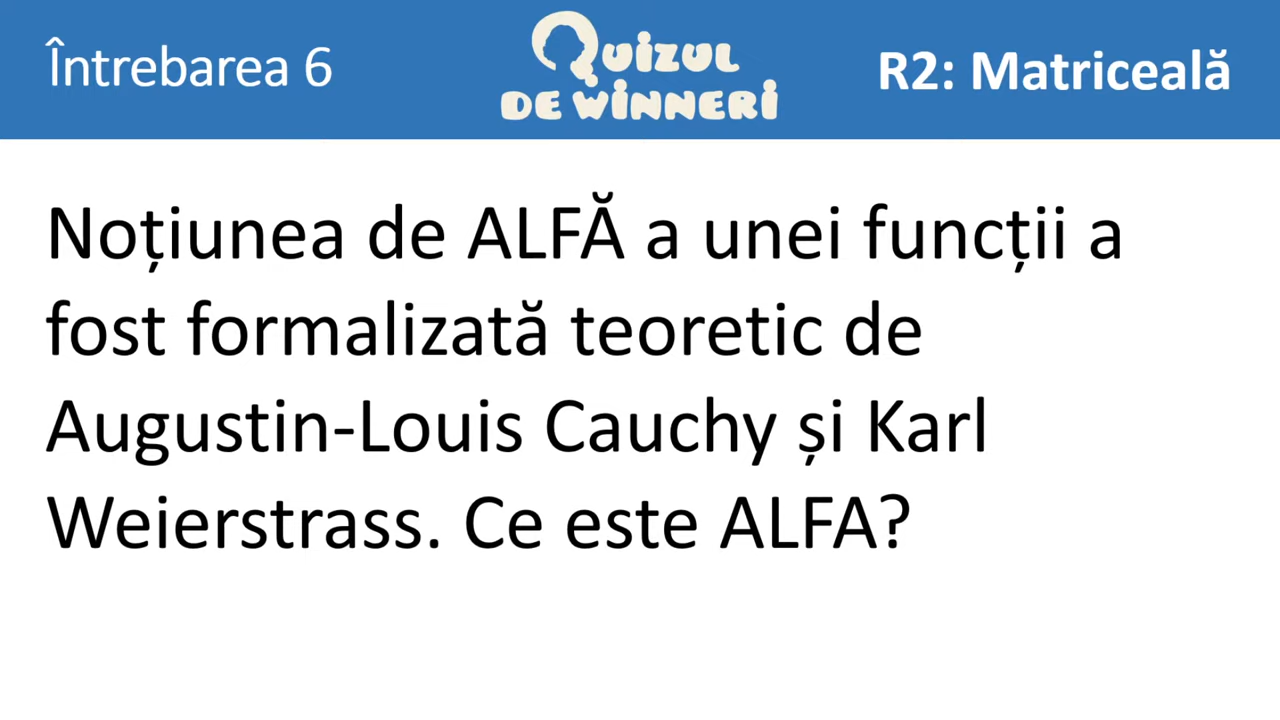 Întrebarea 6
QUIZUL
DE WINNERI
R2: Matriceală
Noțiunea de ALFĂ a unei funcții a
fost formalizată teoretic de
Augustin-Louis Cauchy și Karl
Weierstrass. Ce este ALFA?